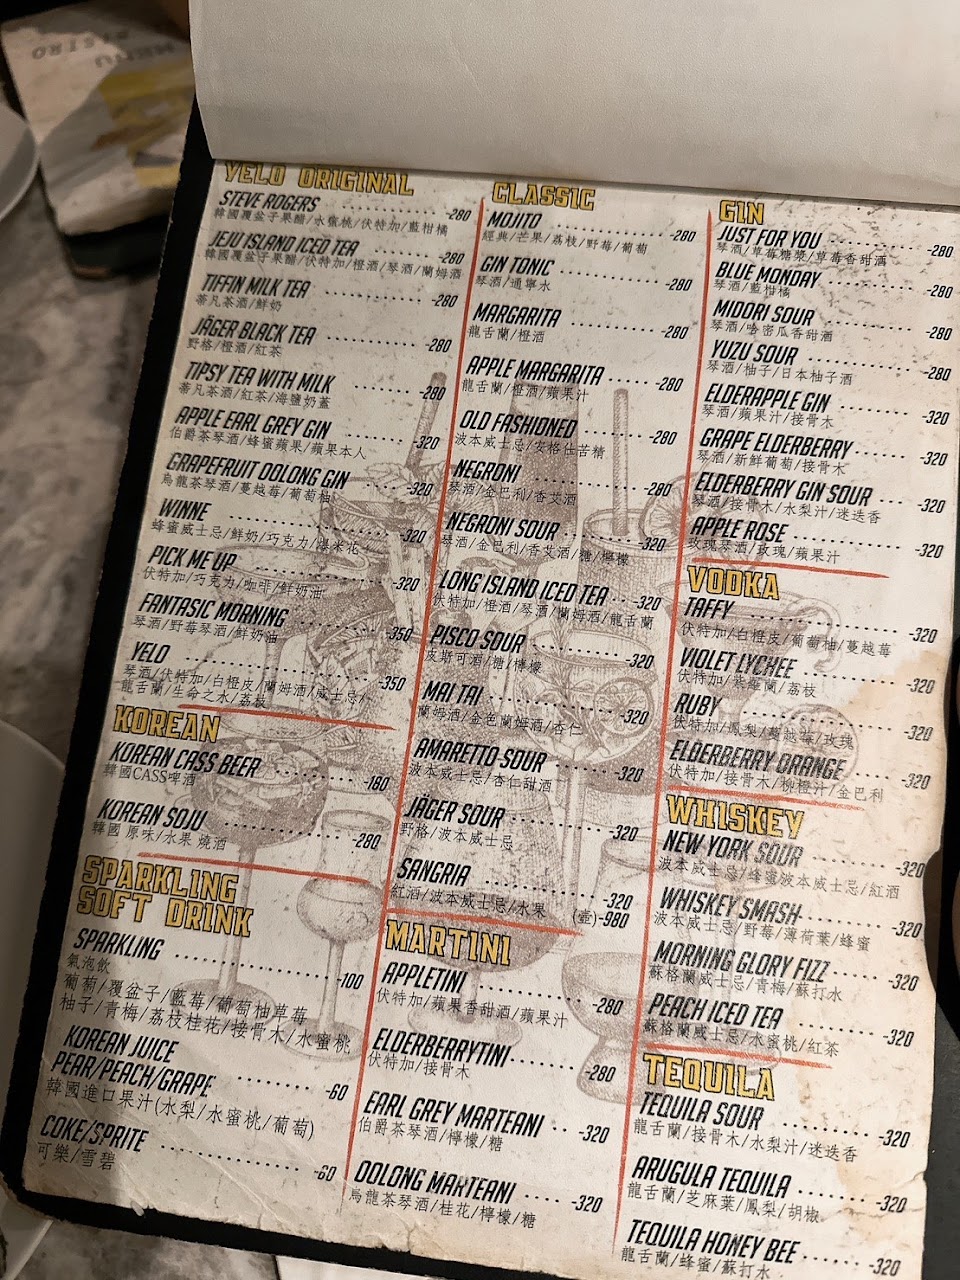 MENU
BISTRO
YELO ORIGINAL
STEVE ROGERS -280
韓國覆盆子果醋/水蜜桃/伏特加/藍柑橘
JEJU ISLAND ICED TEA -280
韓國覆盆子果醋/伏特加/橙酒/琴酒/蘭姆酒
TIFFIN MILK TEA -280
蒂凡茶酒/鮮奶
JÄGER BLACK TEA -280
野格/橙酒/紅茶
TIPSY TEA WITH MILK -280
蒂凡茶酒/紅茶/海鹽奶蓋
APPLE EARL GREY GIN -320
伯爵茶琴酒/蜂蜜蘋果/蘋果本人
GRAPEFRUIT OOLONG GIN -320
烏龍茶琴酒/蔓越莓/葡萄柚
WINNE -320
蜂蜜威士忌/鮮奶/巧克力/爆米花
PICK ME UP -320
伏特加/巧克力/咖啡/鮮奶油
FANTASIC MORNING -350
琴酒/野莓琴酒/鮮奶油
YELO -350
琴酒/伏特加/白橙皮/蘭姆酒/威士忌/
龍舌蘭/生命之水/荔枝
KOREAN
KOREAN CASS BEER -180
韓國CASS啤酒
KOREAN SOJU -280
韓國 原味/水果 燒酒
SPARKLING
SOFT DRINK
SPARKLING -100
氣泡飲
葡萄/覆盆子/藍莓/葡萄柚草莓
柚子/青梅/荔枝桂花/接骨木/水蜜桃
KOREAN JUICE
PEAR/PEACH/GRAPE -60
韓國進口果汁(水梨/水蜜桃/葡萄)
COKE/SPRITE -60
可樂/雪碧
CLASSIC
MOJITO -280
經典/芒果/荔枝/野莓/葡萄
GIN TONIC -280
琴酒/通寧水
MARGARITA -280
龍舌蘭/橙酒
APPLE MARGARITA -280
龍舌蘭/橙酒/蘋果汁
OLD FASHIONED -280
波本威士忌/安格仕苦精
NEGRONI -280
琴酒/金巴利/香艾酒
NEGRONI SOUR -320
琴酒/金巴利/香艾酒/糖/檸檬
LONG ISLAND ICED TEA -320
伏特加/橙酒/琴酒/蘭姆酒/龍舌蘭
PISCO SOUR -320
皮斯可酒/糖/檸檬
MAI TAI -320
蘭姆酒/金色蘭姆酒/杏仁
AMARETTO SOUR -320
波本威士忌/杏仁甜酒
JÄGER SOUR -320
野格/波本威士忌
SANGRIA -320
紅酒/波本威士忌/水果 (壺)-980
MARTINI
APPLETINI -280
伏特加/蘋果香甜酒/蘋果汁
ELDERBERRYTINI -280
伏特加/接骨木
EARL GREY MARTEANI -320
伯爵茶琴酒/檸檬/糖
OOLONG MARTEANI -320
烏龍茶琴酒/桂花/檸檬/糖
GIN
JUST FOR YOU -280
琴酒/草莓糖漿/草莓香甜酒
BLUE MONDAY -280
琴酒/藍柑橘
MIDORI SOUR -280
琴酒/哈密瓜香甜酒
YUZU SOUR -280
琴酒/柚子/日本柚子酒
ELDERAPPLE GIN -320
琴酒/蘋果汁/接骨木
GRAPE ELDERBERRY -320
琴酒/新鮮葡萄/接骨木
ELDERBERRY GIN SOUR -320
琴酒/接骨木/水梨汁/迷迭香
APPLE ROSE -320
玫瑰琴酒/玫瑰/蘋果汁
VODKA
TAFFY -320
伏特加/白橙皮/葡萄柚/蔓越莓
VIOLET LYCHEE -320
伏特加/紫羅蘭/荔枝
RUBY -320
伏特加/鳳梨/蔓越莓/玫瑰
ELDERBERRY ORANGE -320
伏特加/接骨木/柳橙汁/金巴利
WHISKEY
NEW YORK SOUR -320
波本威士忌/蜂蜜波本威士忌/紅酒
WHISKEY SMASH -320
波本威士忌/野莓/薄荷葉/蜂蜜
MORNING GLORY FIZZ -320
蘇格蘭威士忌/青梅/蘇打水
PEACH ICED TEA -320
蘇格蘭威士忌/水蜜桃/紅茶
TEQUILA
TEQUILA SOUR -320
龍舌蘭/接骨木/水梨汁/迷迭香
ARUGULA TEQUILA -320
龍舌蘭/芝麻葉/鳳梨/胡椒
TEQUILA HONEY BEE -320
龍舌蘭/蜂蜜/蘇打水